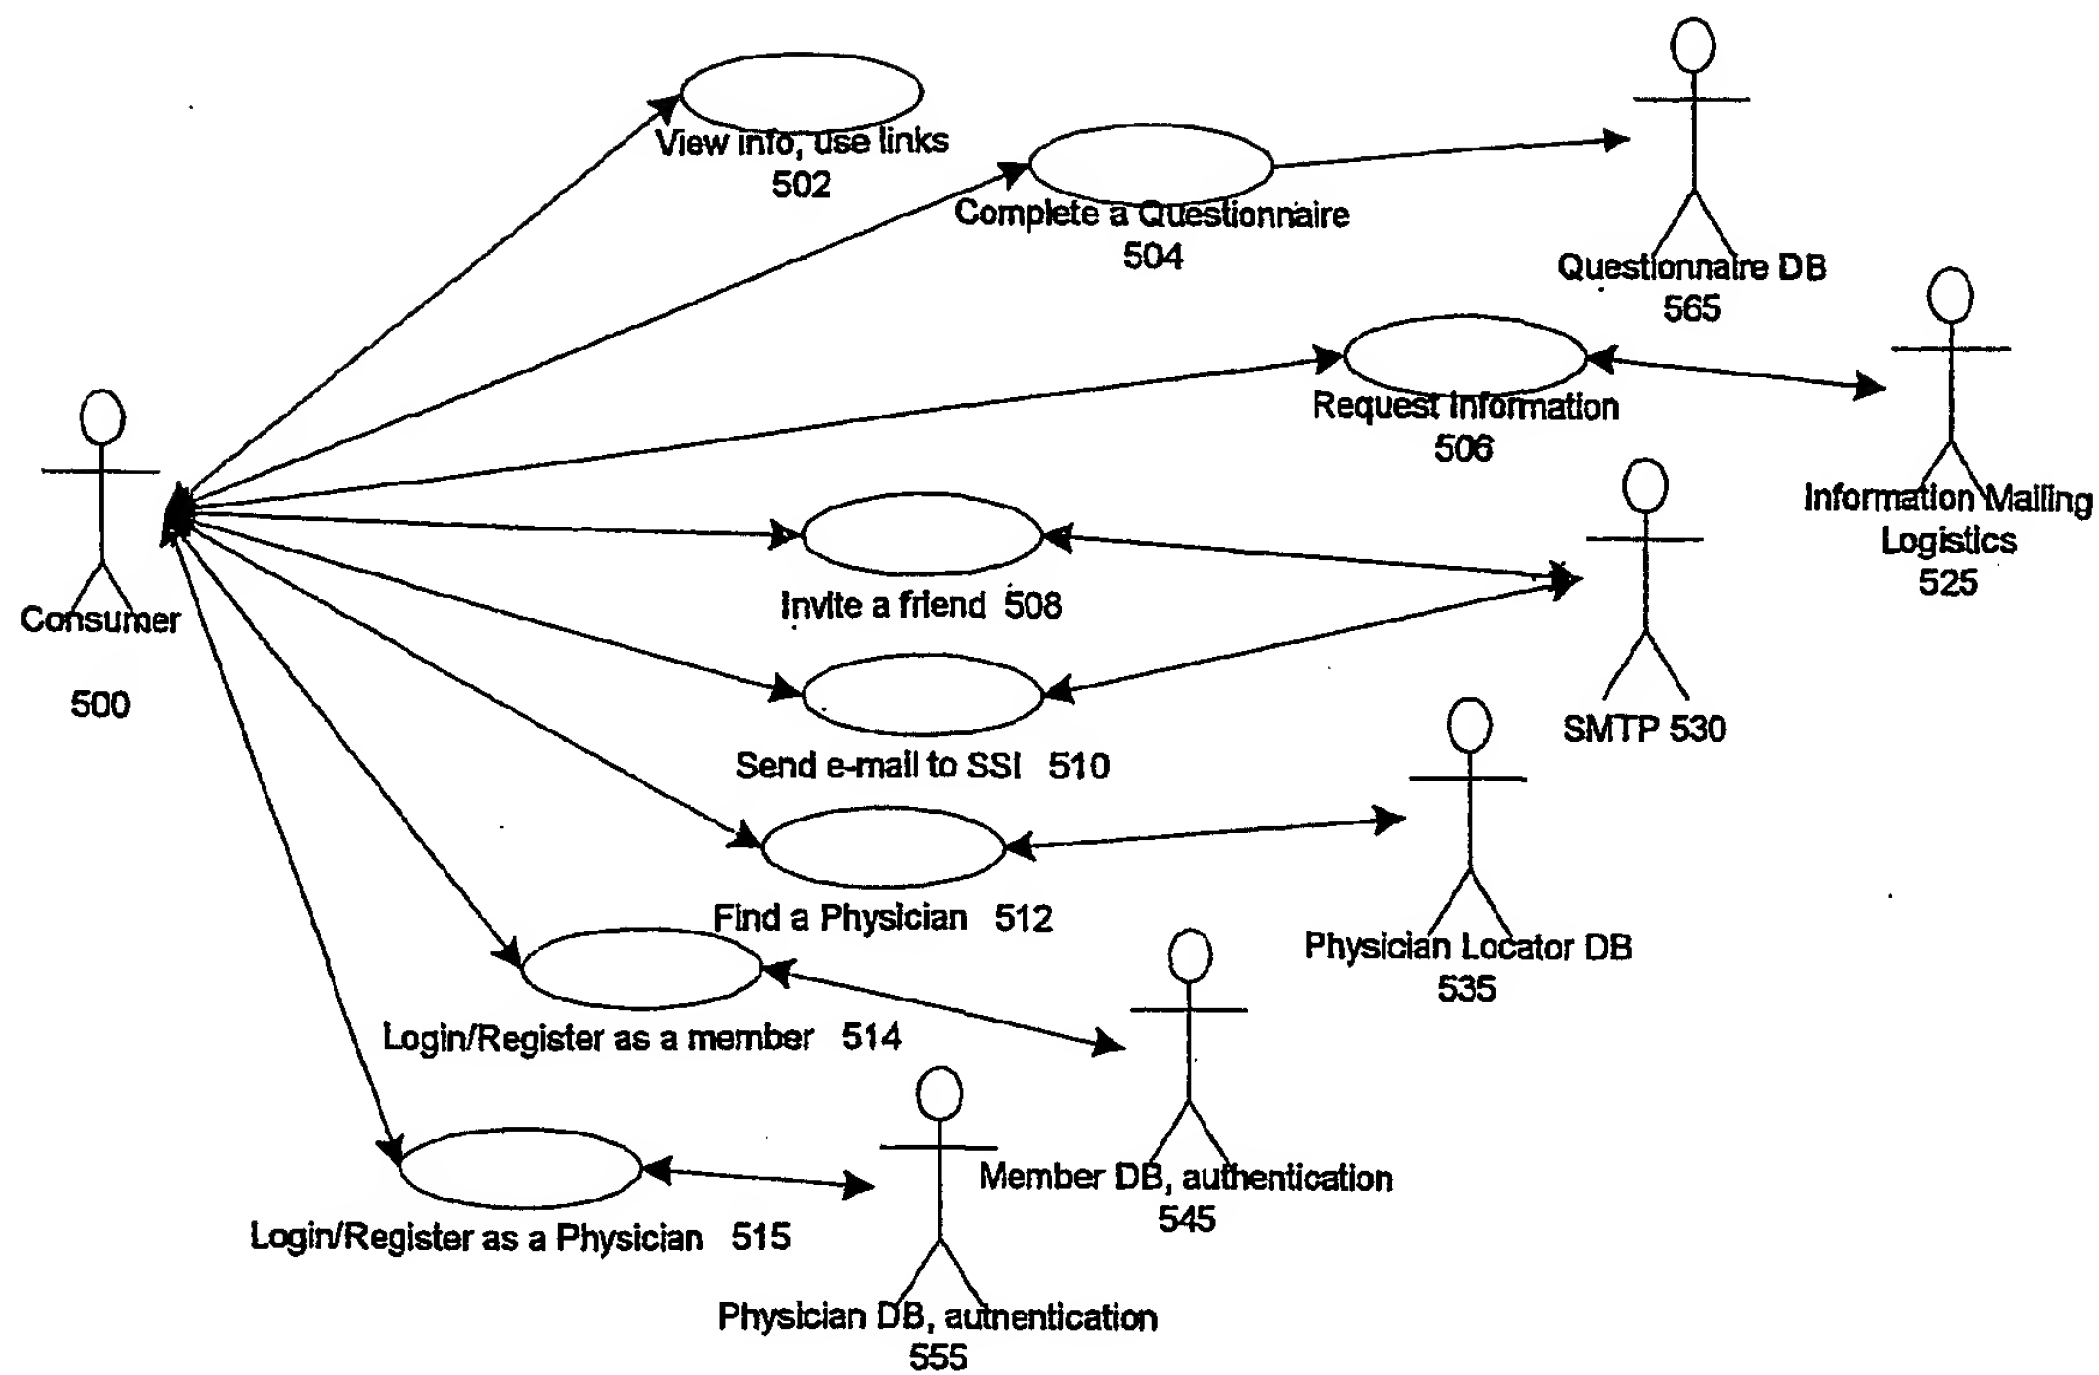 View info, use links
502
Complete a Questionnaire
504
Questionnaire DB
565
Request Information
506
Information Mailing
Logistics
525
Consumer
500
Invite a friend 508
Send e-mail to SSI 510
SMTP 530
Find a Physician 512
Physician Locator DB
535
Login/Register as a member 514
Member DB, authentication
545
Login/Register as a Physician 515
Physician DB, authentication
555